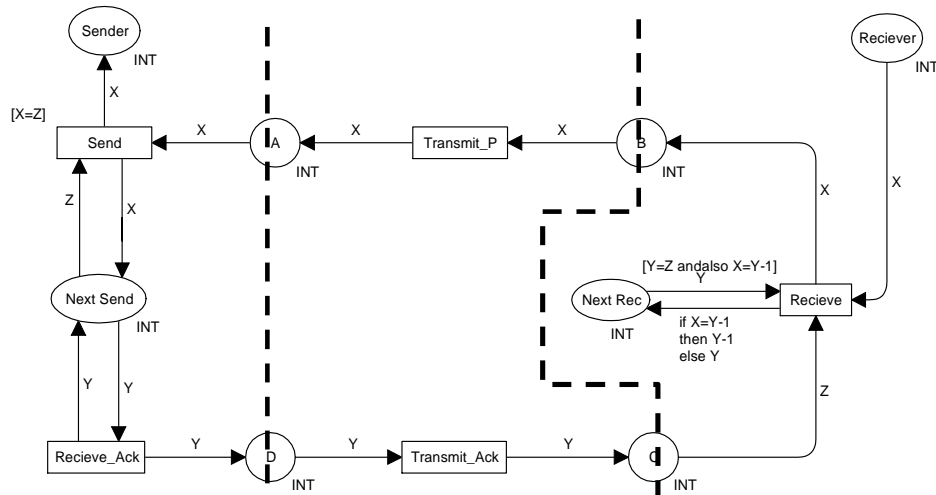 Sender
INT
Reciever
INT
[X=Z]
X
Send
X
A
INT
X
Transmit_P
X
B
INT
X
X
Z
X
Next Send
INT
[Y=Z andalso X=Y-1]
Y
Next Rec
INT
Recieve
if X=Y-1
then Y-1
else Y
Y
Y
Z
Recieve_Ack
Y
D
INT
Y
Transmit_Ack
Y
C
INT